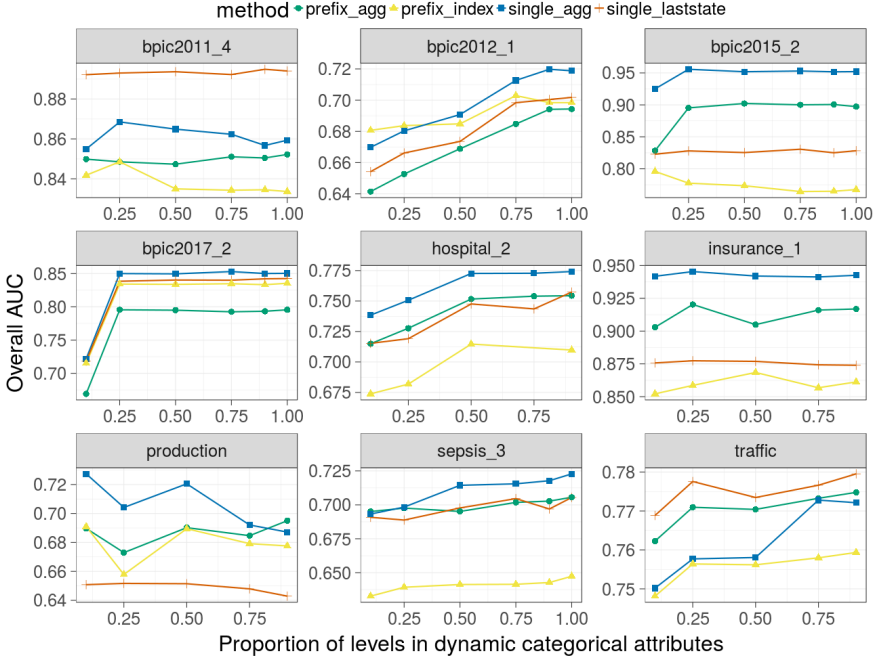 method prefix_agg prefix_index single_agg single_laststate
bpic2011_4 bpic2012_1 bpic2015_2
0.88
0.86
0.84
0.25 0.50 0.75 1.00
0.72
0.70
0.68
0.66
0.64
0.25 0.50 0.75 1.00
0.95
0.90
0.85
0.80
0.25 0.50 0.75 1.00
bpic2017_2 hospital_2 insurance_1
0.85
0.80
0.75
0.70
0.25 0.50 0.75 1.00
0.775
0.750
0.725
0.700
0.675
0.25 0.50 0.75
0.950
0.925
0.900
0.875
0.850
0.25 0.50 0.75
production sepsis_3 traffic
0.72
0.70
0.68
0.66
0.64
0.25 0.50 0.75
0.725
0.700
0.675
0.650
0.25 0.50 0.75 1.00
0.78
0.77
0.76
0.75
0.25 0.50 0.75
Overall AUC
Proportion of levels in dynamic categorical attributes